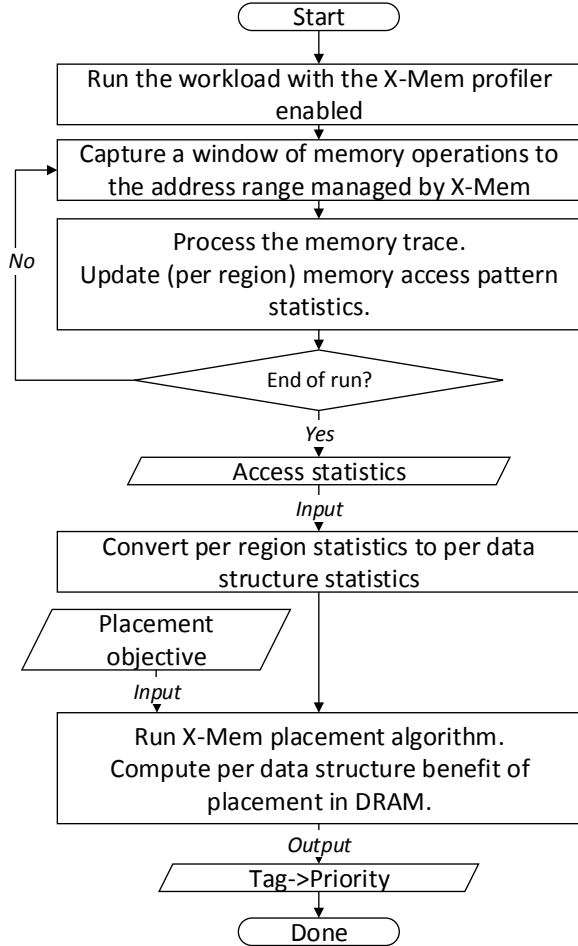 Start
Run the workload with the X-Mem profiler
enabled
Capture a window of memory operations to
the address range managed by X-Mem
No
Process the memory trace.
Update (per region) memory access pattern
statistics.
End of run?
Yes
Access statistics
Input
Convert per region statistics to per data
structure statistics
Placement
objective
Input
Run X-Mem placement algorithm.
Compute per data structure benefit of
placement in DRAM.
Output
Tag->Priority
Done